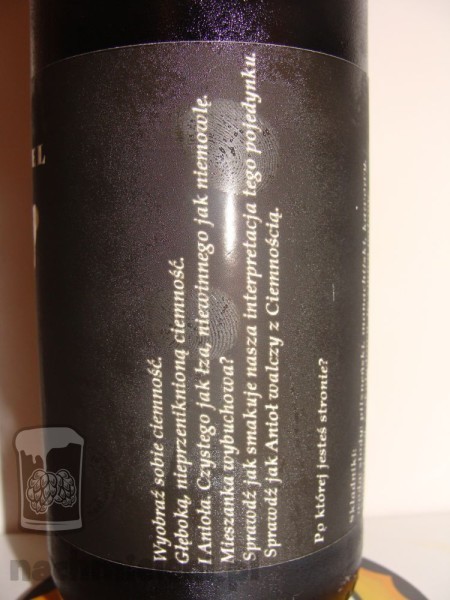 Wyobraź sobie ciemność.
Głęboką, nieprzeniknioną ciemność.
I Anioła. Czystego jak łza, niewinnego jak niemowlę.
Mieszanka wybuchowa?
Sprawdź jak smakuje nasza interpretacja tego pojedynku.
Sprawdź jak Anioł walczy z Ciemnością.
Po której jesteś stronie?
Składniki: